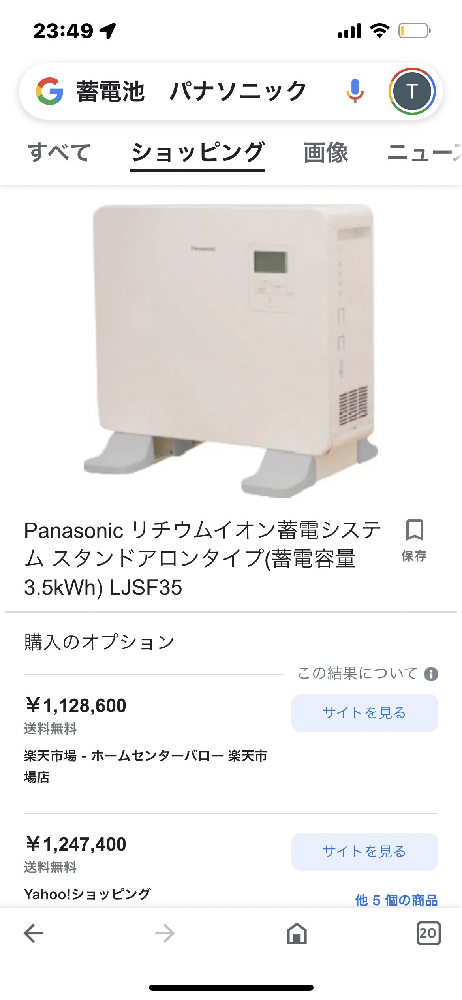 23:49
蓄電池　パナソニック
T
すべて ショッピング 画像 ニュース
Panasonic
Panasonic リチウムイオン蓄電システ
ム スタンドアロンタイプ(蓄電容量
3.5kWh) LJSF35
保存
購入のオプション
この結果について
￥1,128,600
サイトを見る
送料無料
楽天市場 - ホームセンターバロー 楽天市
場店
￥1,247,400
サイトを見る
送料無料
Yahoo!ショッピング
他 5 個の商品
20